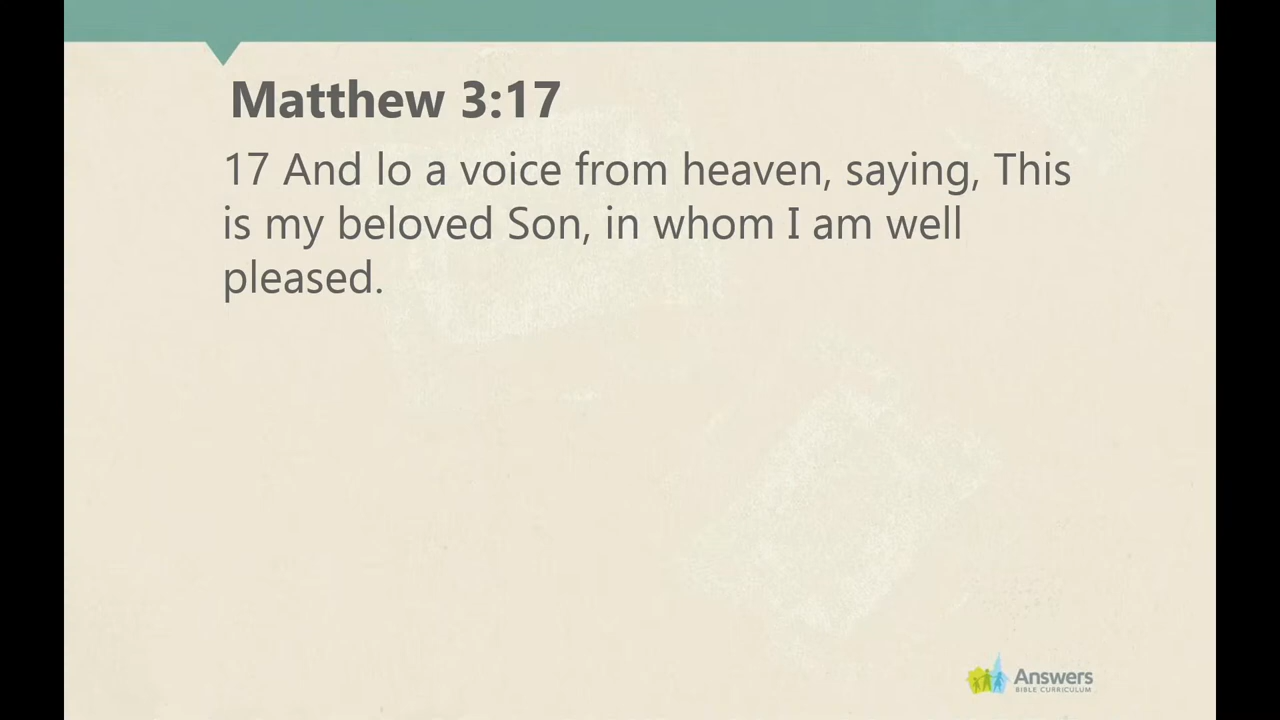 Matthew 3:17
17 And lo a voice from heaven, saying, This
is my beloved Son, in whom I am well
pleased.
Answers
BIBLE CURRICULUM